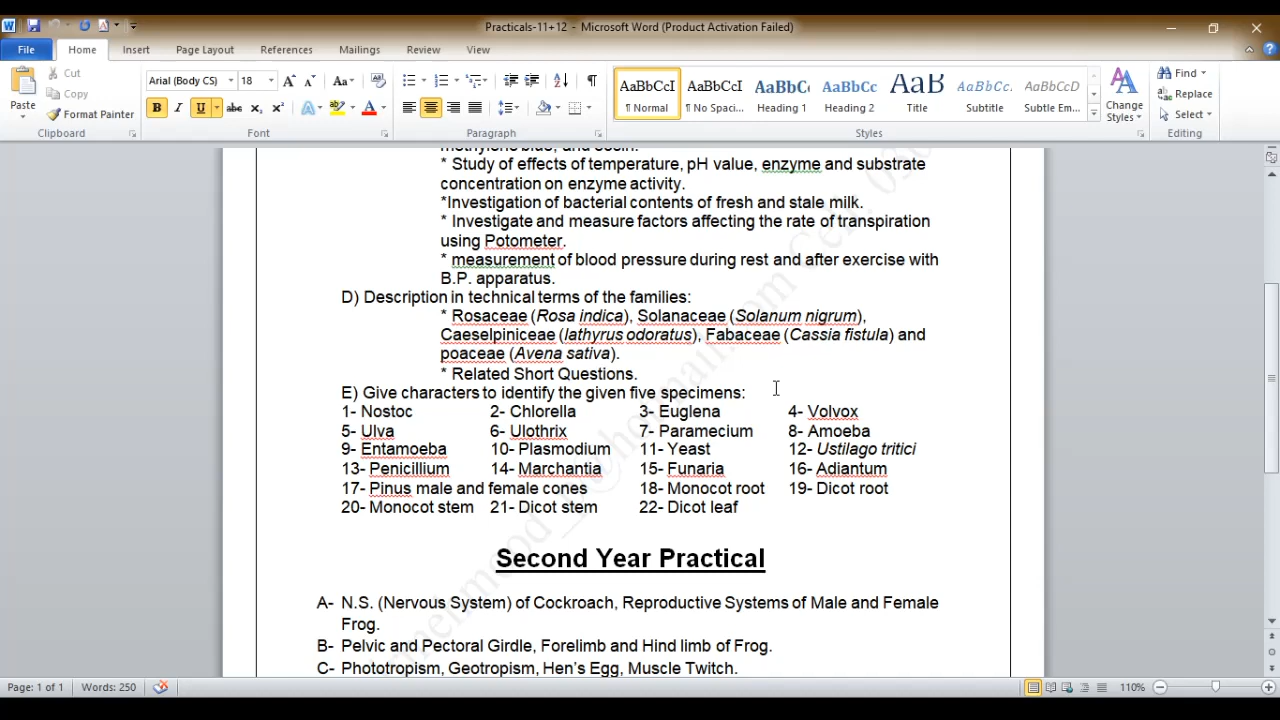 Practicals-11+12 - Microsoft Word (Product Activation Failed)
File Home Insert Page Layout References Mailings Review View
Paste Cut Copy Format Painter Clipboard
Arial (Body CS) 18 Font
Paragraph
AaBbCcI ¶ Normal AaBbCcI ¶ No Spaci... AaBbC Heading 1 AaBbCc Heading 2 AaB Title AaBbCc. Subtitle AaBbCcD Subtle Em... Change Styles Styles
Find Replace Select Editing
methylene blue, and eosin.
* Study of effects of temperature, pH value, enzyme and substrate
concentration on enzyme activity.
*Investigation of bacterial contents of fresh and stale milk.
* Investigate and measure factors affecting the rate of transpiration
using Potometer.
* measurement of blood pressure during rest and after exercise with
B.P. apparatus.
D) Description in technical terms of the families:
* Rosaceae (Rosa indica), Solanaceae (Solanum nigrum),
Caeselpiniceae (lathyrus odoratus), Fabaceae (Cassia fistula) and
poaceae (Avena sativa).
* Related Short Questions.
E) Give characters to identify the given five specimens:
1- Nostoc 2- Chlorella 3- Euglena 4- Volvox
5- Ulva 6- Ulothrix 7- Paramecium 8- Amoeba
9- Entamoeba 10- Plasmodium 11- Yeast 12- Ustilago tritici
13- Penicillium 14- Marchantia 15- Funaria 16- Adiantum
17- Pinus male and female cones 18- Monocot root 19- Dicot root
20- Monocot stem 21- Dicot stem 22- Dicot leaf
Second Year Practical
A- N.S. (Nervous System) of Cockroach, Reproductive Systems of Male and Female
Frog.
B- Pelvic and Pectoral Girdle, Forelimb and Hind limb of Frog.
C- Phototropism, Geotropism, Hen's Egg, Muscle Twitch.
Page: 1 of 1 Words: 250 110%